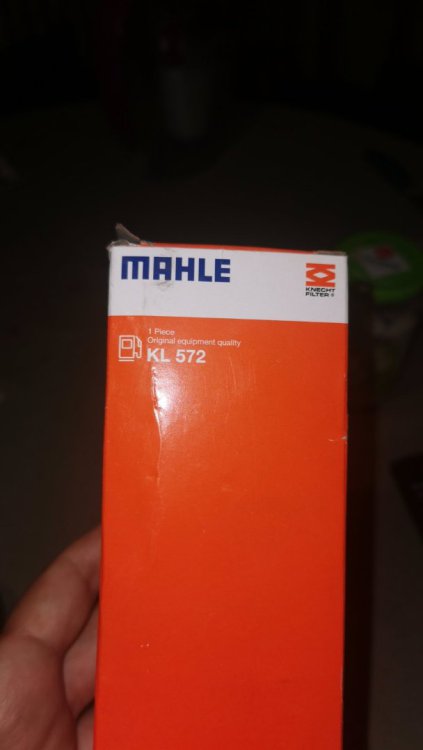 MAHLE
KNECHT
FILTER®
1 Piece
Original equipment quality
KL 572